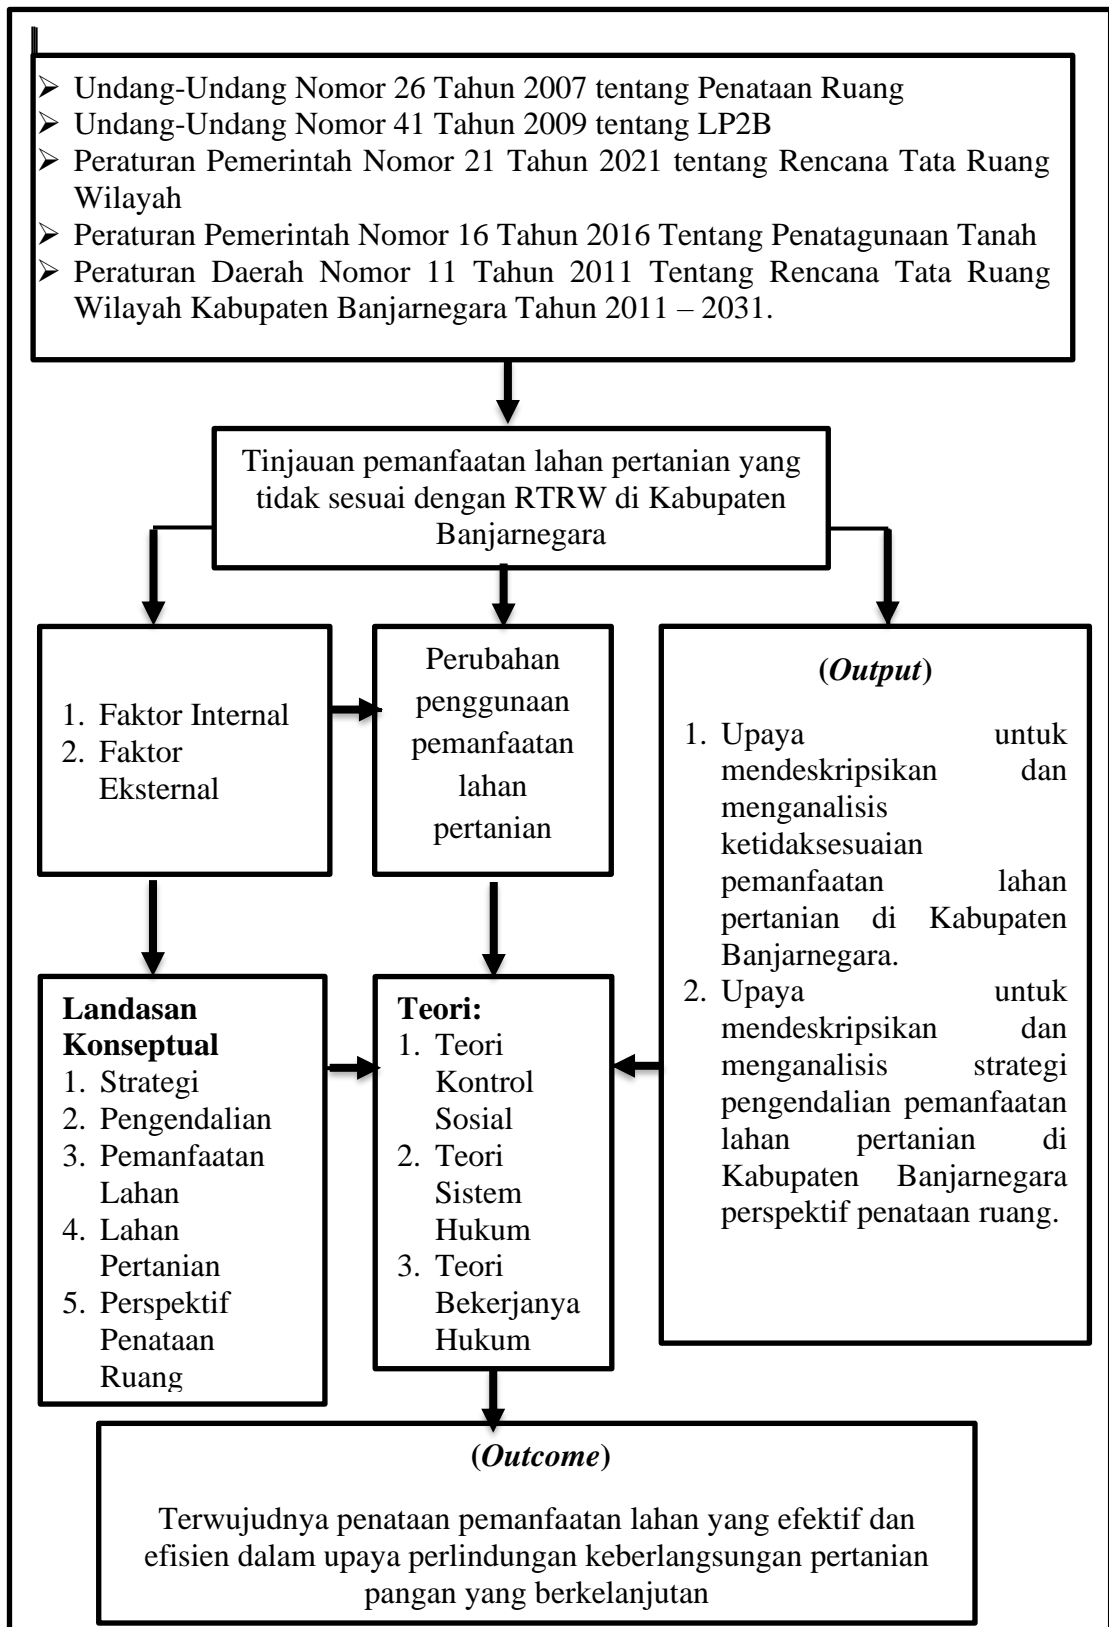 ➢ Undang-Undang Nomor 26 Tahun 2007 tentang Penataan Ruang
➢ Undang-Undang Nomor 41 Tahun 2009 tentang LP2B
➢ Peraturan Pemerintah Nomor 21 Tahun 2021 tentang Rencana Tata Ruang
Wilayah
➢ Peraturan Pemerintah Nomor 16 Tahun 2016 Tentang Penatagunaan Tanah
➢ Peraturan Daerah Nomor 11 Tahun 2011 Tentang Rencana Tata Ruang
Wilayah Kabupaten Banjarnegara Tahun 2011 – 2031.
Tinjauan pemanfaatan lahan pertanian yang
tidak sesuai dengan RTRW di Kabupaten
Banjarnegara
1. Faktor Internal
2. Faktor
Eksternal
Perubahan
penggunaan
pemanfaatan
lahan
pertanian
(Output)
1. Upaya untuk
mendeskripsikan dan
menganalisis
ketidaksesuaian
pemanfaatan lahan
pertanian di Kabupaten
Banjarnegara.
2. Upaya untuk
mendeskripsikan dan
menganalisis strategi
pengendalian pemanfaatan
lahan pertanian di
Kabupaten Banjarnegara
perspektif penataan ruang.
Landasan
Konseptual
1. Strategi
2. Pengendalian
3. Pemanfaatan
Lahan
4. Lahan
Pertanian
5. Perspektif
Penataan
Ruang
Teori:
1. Teori
Kontrol
Sosial
2. Teori
Sistem
Hukum
3. Teori
Bekerjanya
Hukum
(Outcome)
Terwujudnya penataan pemanfaatan lahan yang efektif dan
efisien dalam upaya perlindungan keberlangsungan pertanian
pangan yang berkelanjutan